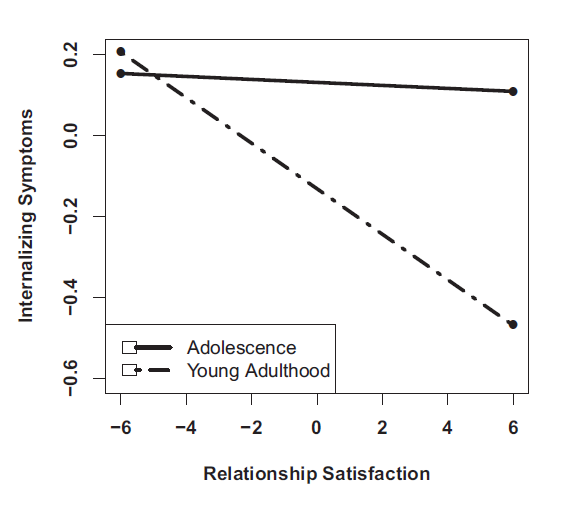 Internalizing Symptoms
0.2
0.0
−0.2
−0.4
−0.6
Adolescence
Young Adulthood
−6 −4 −2 0 2 4 6
Relationship Satisfaction